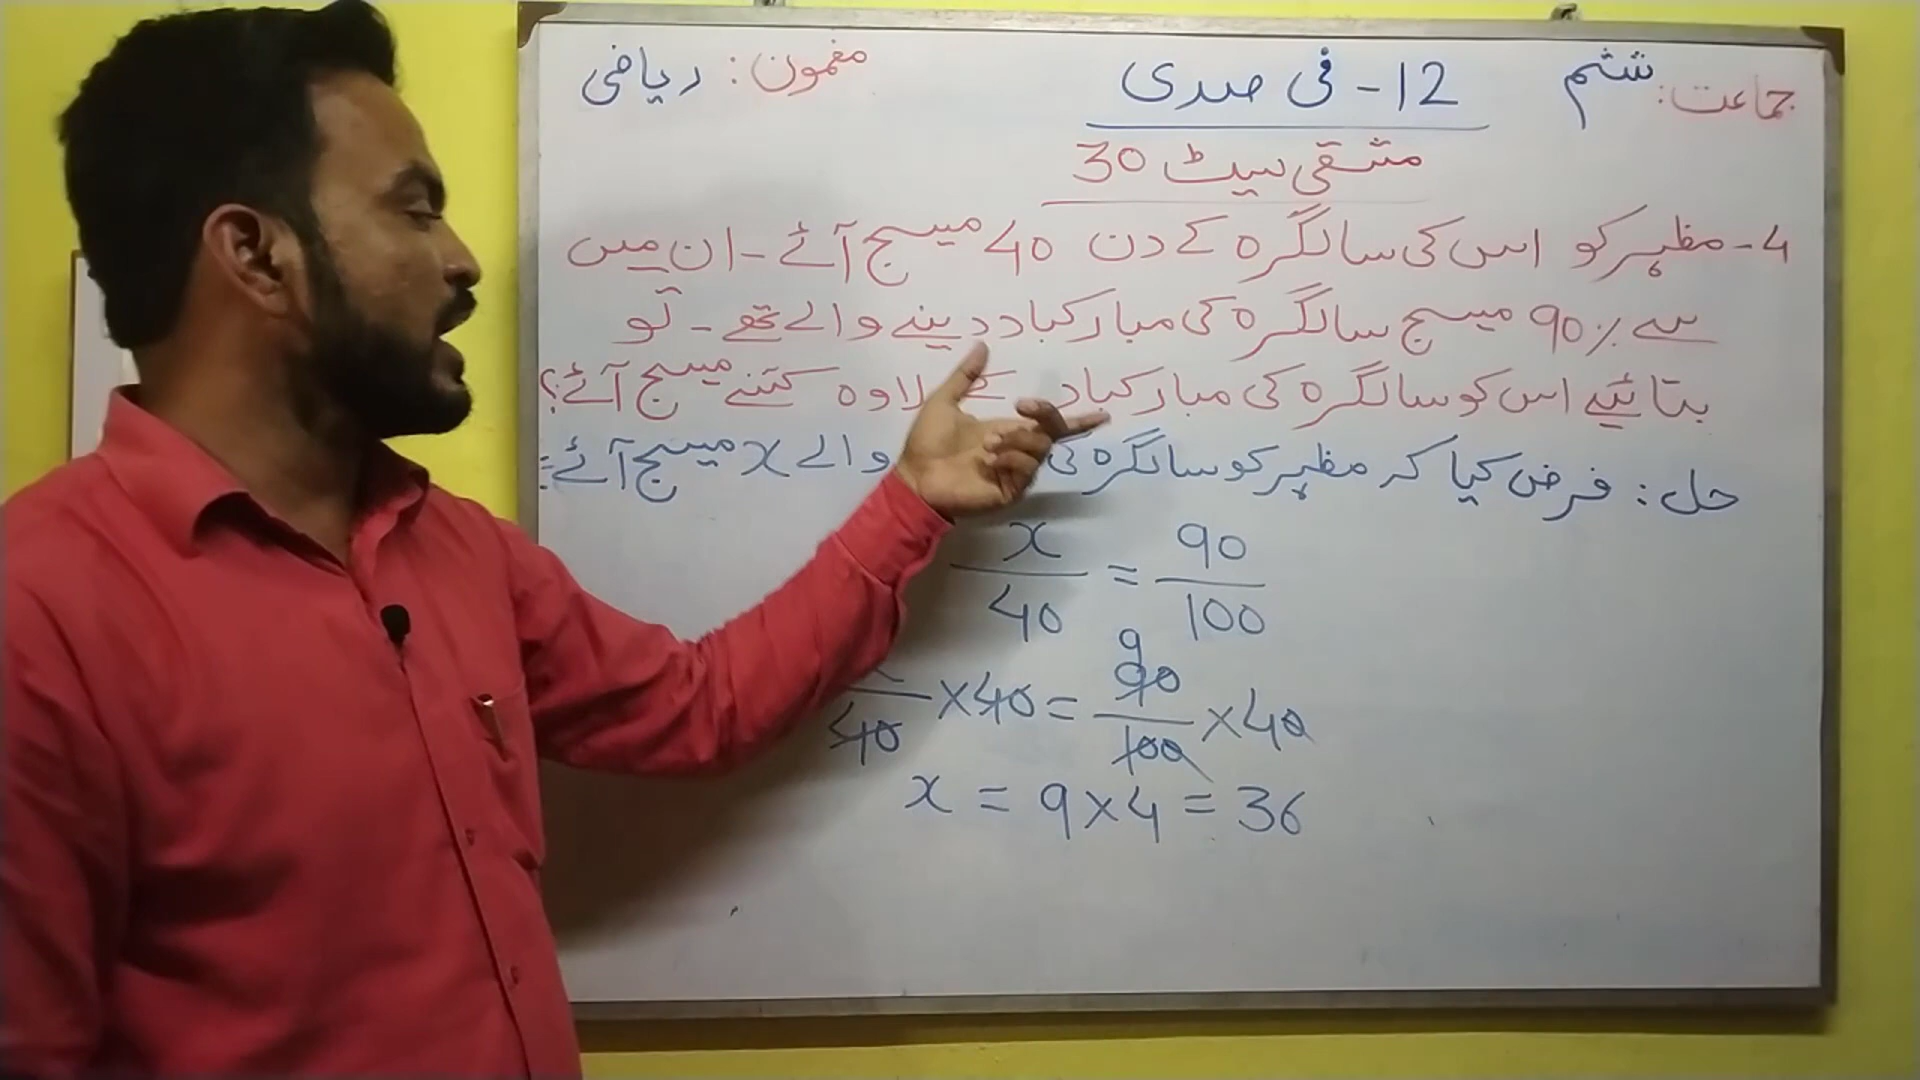 جماعت: ششم
12- فی صدی
مضمون: ریاضی
مشقی سیٹ 30
4- مظہر کو اس کی سالگرہ کے دن 40 میسج آئے۔ ان میں
سے 90% میسج سالگرہ کی مبارکباد دینے والے تھے۔ تو
بتائیے اس کو سالگرہ کی مبارکباد کے علاوہ کتنے میسج آئے؟
حل: فرض کیا کہ مظہر کو سالگرہ کی والے x میسج آئے:
x/40 = 90/100
/40 ×40 = 90/100 ×40
9
x = 9×4 = 36